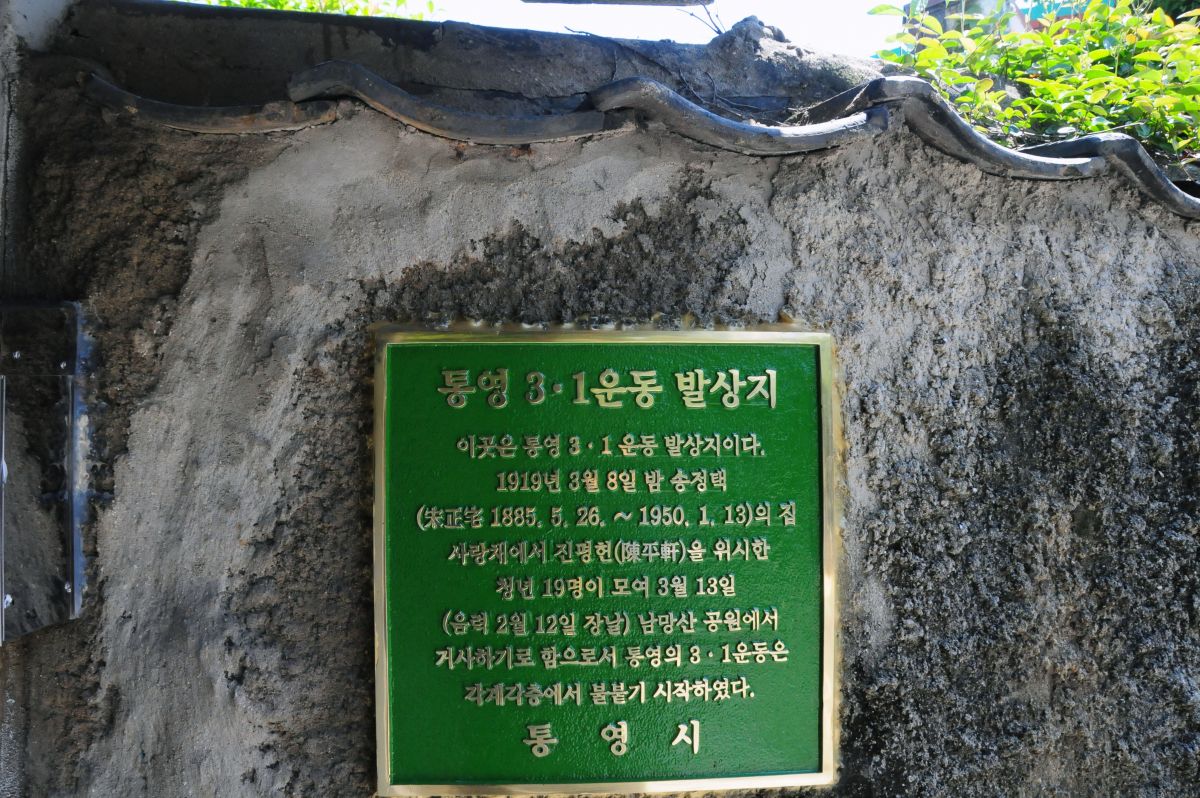 통영 3·1운동 발상지
이곳은 통영 3·1 운동 발상지이다.
1919년 3월 8일 밤 송정택
(宋正宅 1885. 5. 26. ~ 1950. 1. 13)의 집
사랑채에서 진평헌(陳平軒)을 위시한
청년 19명이 모여 3월 13일
(음력 2월 12일 장날) 남망산 공원에서
거사하기로 함으로서 통영의 3·1운동은
각계각층에서 불붙기 시작하였다.
통 영 시